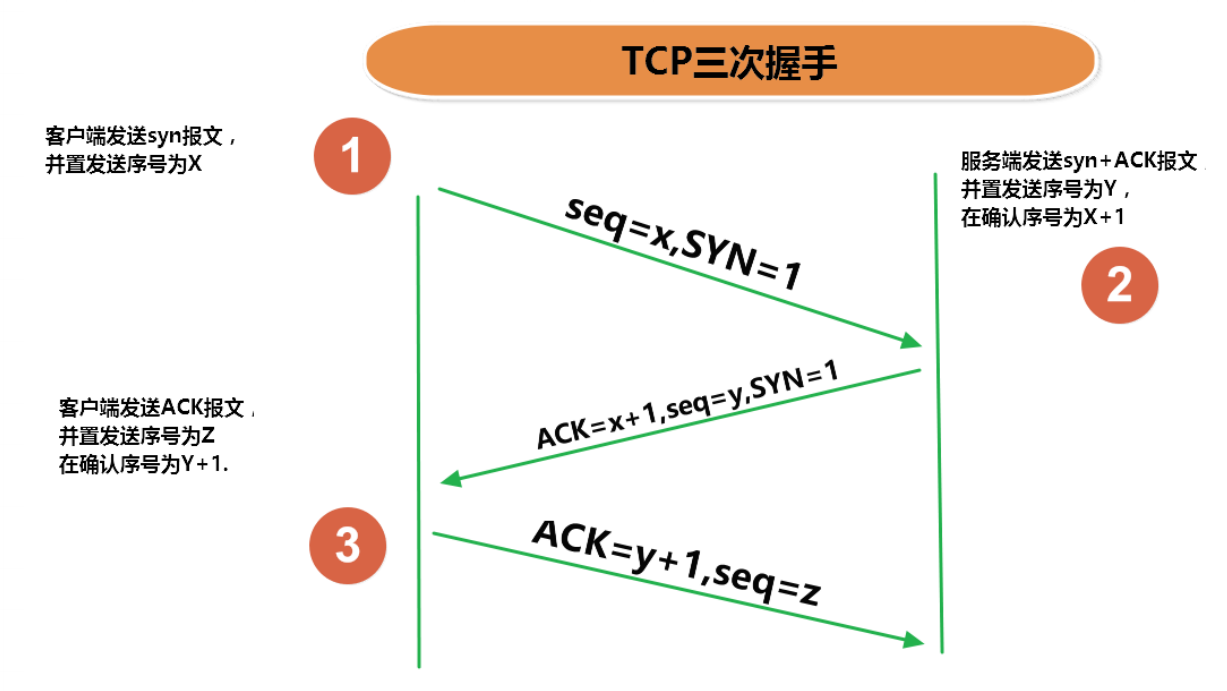 TCP三次握手
客户端发送syn报文，
并置发送序号为X
1
服务端发送syn+ACK报文，
并置发送序号为Y，
在确认序号为X+1
2
seq=x,SYN=1
ACK=x+1,seq=y,SYN=1
客户端发送ACK报文，
并置发送序号为Z
在确认序号为Y+1.
3
ACK=y+1,seq=z